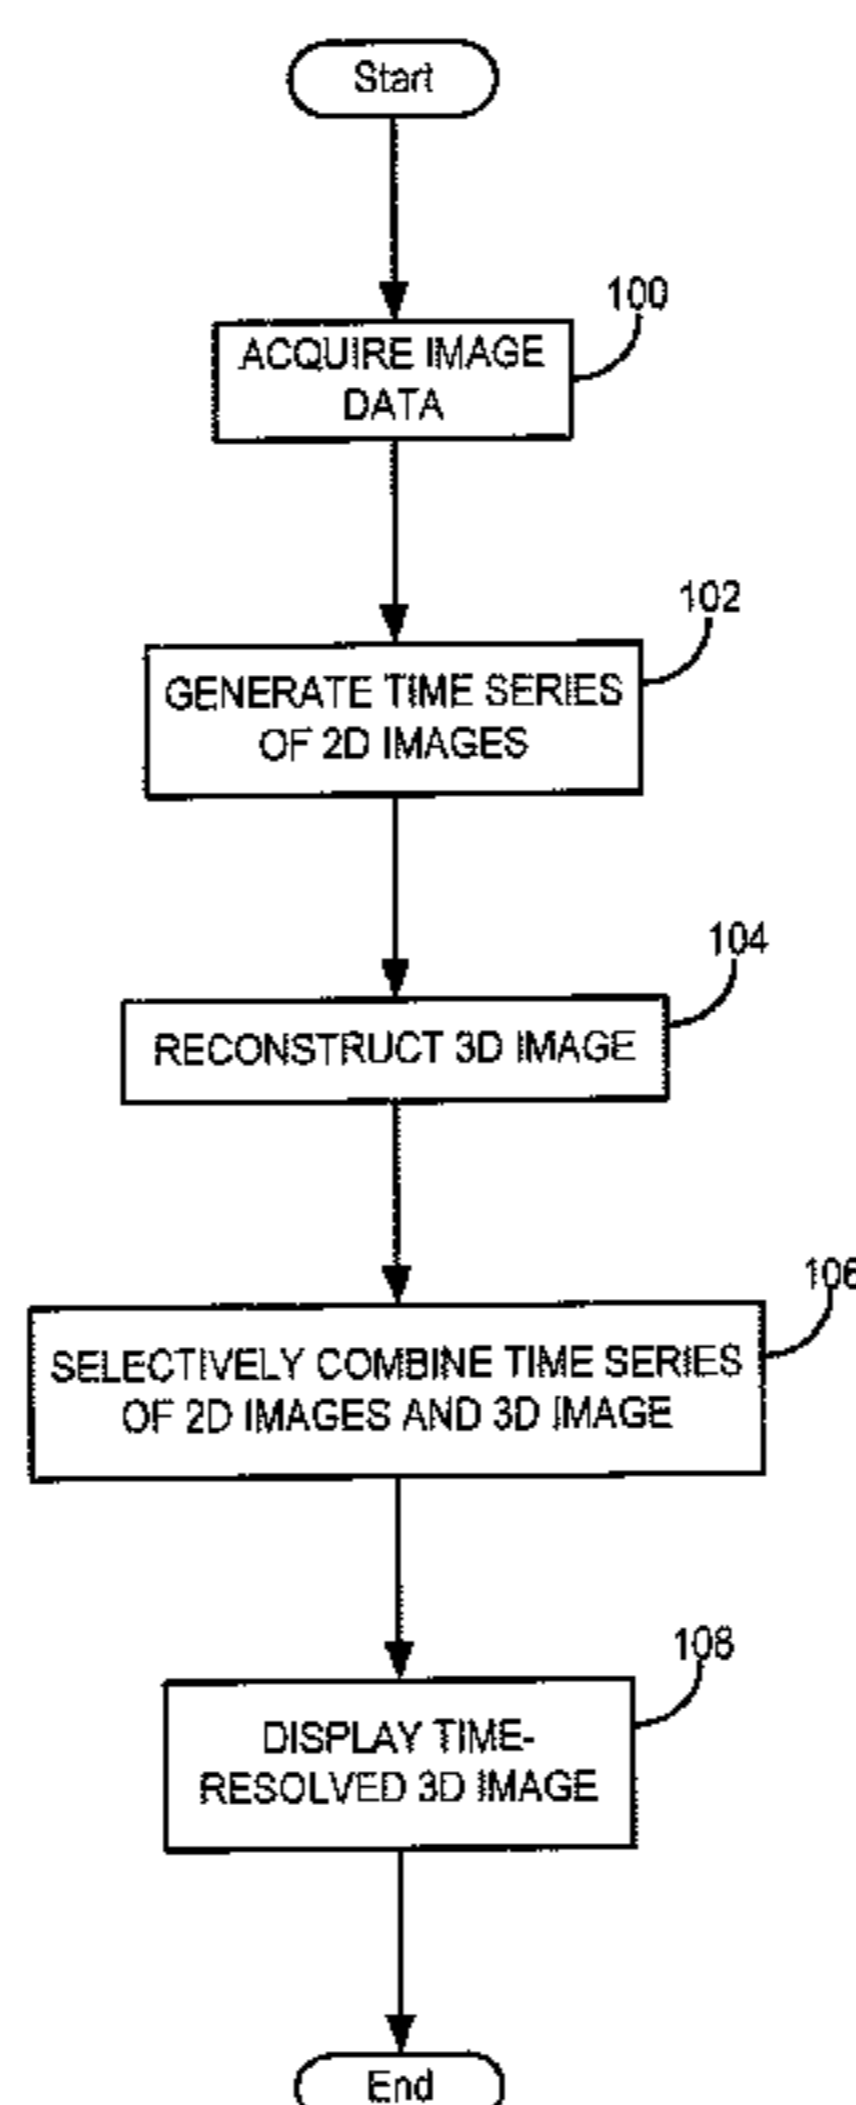 Start
100
ACQUIRE IMAGE
DATA
102
GENERATE TIME SERIES
OF 2D IMAGES
104
RECONSTRUCT 3D IMAGE
106
SELECTIVELY COMBINE TIME SERIES
OF 2D IMAGES AND 3D IMAGE
108
DISPLAY TIME-
RESOLVED 3D IMAGE
End